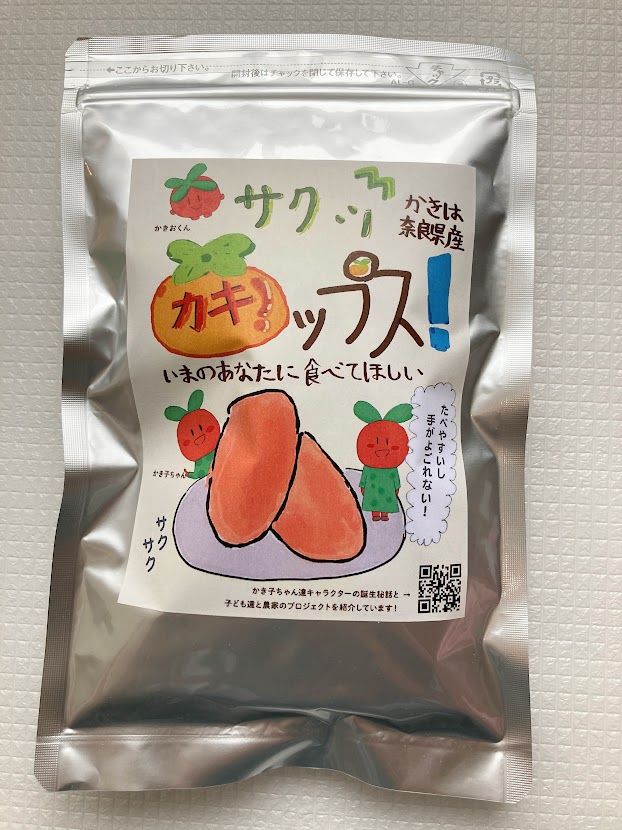 ←ここからお切り下さい。
開封後はチャックを閉じて保存して下さい。
かきおくん
サクッ
かきは
奈良県産
カキ!ップス!
いまのあなたに食べてほしい
たべやすいし
手がよごれない!
かき子ちゃん
サク
サク
かき子ちゃん達キャラクターの誕生秘話と→
子ども達と農家のプロジェクトを紹介しています!